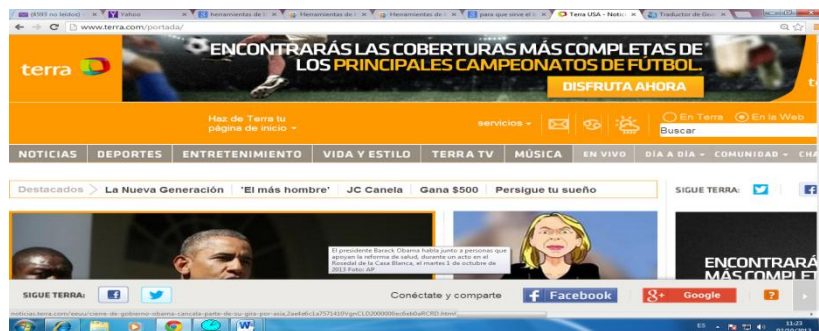 (4593 no leídos)
Yahoo
herramientas de
Herramientas de
Herramientas de
para que sirve el
Terra USA - Notici
Traductor de Goo
www.terra.com/portada/
ENCONTRARÁS LAS COBERTURAS MÁS COMPLETAS DE
LOS PRINCIPALES CAMPEONATOS DE FÚTBOL.
terra
DISFRUTA AHORA
Haz de Terra tu
página de inicio
servicios
En Terra En la Web
Buscar
NOTICIAS DEPORTES ENTRETENIMIENTO VIDA Y ESTILO TERRA TV MÚSICA EN VIVO DÍA A DÍA COMUNIDAD CHA
Destacados La Nueva Generación 'El más hombre' JC Canela Gana $500 Persigue tu sueño
SIGUE TERRA:
El presidente Barack Obama habla junto a personas que
apoyan la reforma de salud, durante un acto en el
Rosedal de la Casa Blanca, el martes 1 de octubre de
2013 Foto: AP
ENCONTRARÁ
MÁS COMPLET
SIGUE TERRA:
Conéctate y comparte
Facebook
Google
ES
11:23
02/10/2013